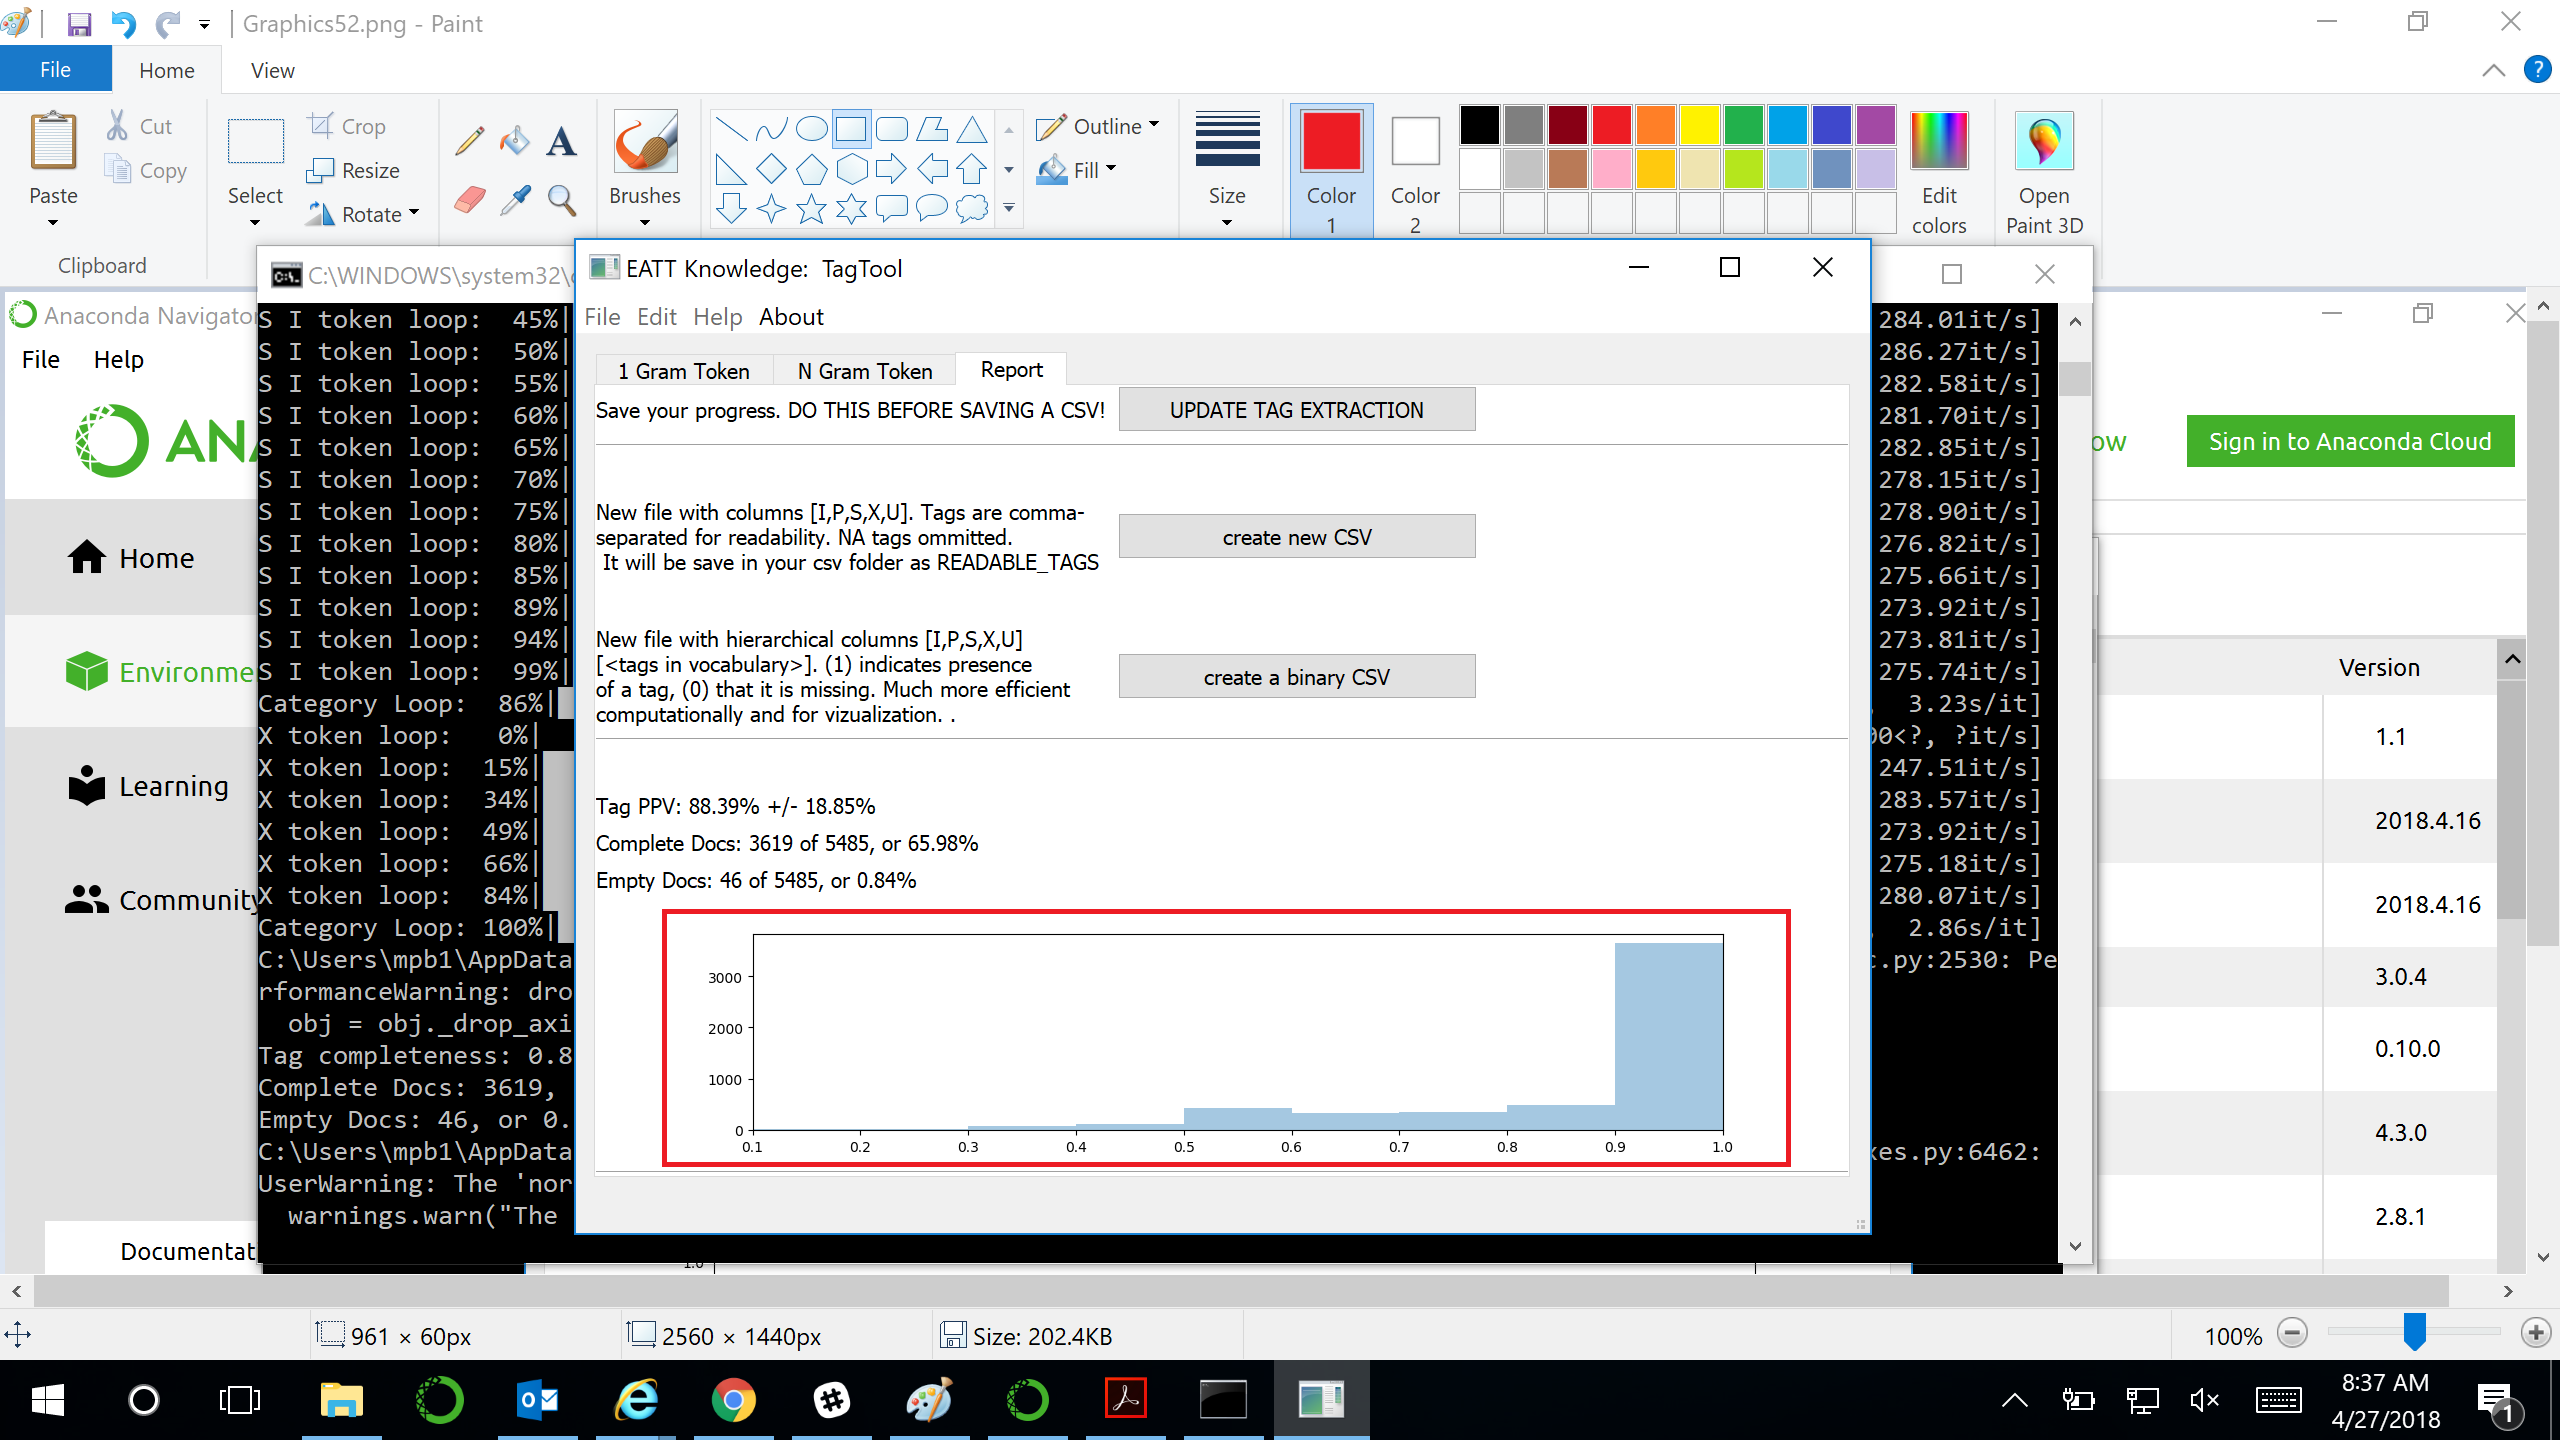 Graphics52.png - Paint
File
Home
View
Paste
Cut
Copy
Clipboard
Select
Crop
Resize
Rotate
A
Brushes
Outline
Fill
Size
Color
1
Color
2
Edit
colors
Open
Paint 3D
Anaconda Navigator
File Help
ANA
Home
Environme
Learning
Community
Documentat
C:\WINDOWS\system32\
S I token loop: 45%|
S I token loop: 50%|
S I token loop: 55%|
S I token loop: 60%|
S I token loop: 65%|
S I token loop: 70%|
S I token loop: 75%|
S I token loop: 80%|
S I token loop: 85%|
S I token loop: 89%|
S I token loop: 94%|
S I token loop: 99%|
Category Loop: 86%|
X token loop: 0%|
X token loop: 15%|
X token loop: 34%|
X token loop: 49%|
X token loop: 66%|
X token loop: 84%|
Category Loop: 100%|
C:\Users\mpb1\AppData
rformanceWarning: dro
obj = obj._drop_axi
Tag completeness: 0.8
Complete Docs: 3619,
Empty Docs: 46, or 0.
C:\Users\mpb1\AppData
UserWarning: The 'nor
warnings.warn("The
EATT Knowledge: TagTool
File Edit Help About
1 Gram Token
N Gram Token
Report
Save your progress. DO THIS BEFORE SAVING A CSV!
UPDATE TAG EXTRACTION
New file with columns [I,P,S,X,U]. Tags are comma-
separated for readability. NA tags ommitted.
It will be save in your csv folder as READABLE_TAGS
create new CSV
New file with hierarchical columns [I,P,S,X,U]
[<tags in vocabulary>]. (1) indicates presence
of a tag, (0) that it is missing. Much more efficient
computationally and for vizualization. .
create a binary CSV
Tag PPV: 88.39% +/- 18.85%
Complete Docs: 3619 of 5485, or 65.98%
Empty Docs: 46 of 5485, or 0.84%
3000
2000
1000
0
0.1 0.2 0.3 0.4 0.5 0.6 0.7 0.8 0.9 1.0
284.01it/s]
286.27it/s]
282.58it/s]
281.70it/s]
282.85it/s]
278.15it/s]
278.90it/s]
276.82it/s]
275.66it/s]
273.92it/s]
273.81it/s]
275.74it/s]
3.23s/it]
00<?, ?it/s]
247.51it/s]
283.57it/s]
273.92it/s]
275.18it/s]
280.07it/s]
2.86s/it]
c.py:2530: Pe
xes.py:6462:
1.0
ow
Sign in to Anaconda Cloud
Version
1.1
2018.4.16
2018.4.16
3.0.4
0.10.0
4.3.0
2.8.1
961 × 60px
2560 × 1440px
Size: 202.4KB
100%
8:37 AM
4/27/2018
1